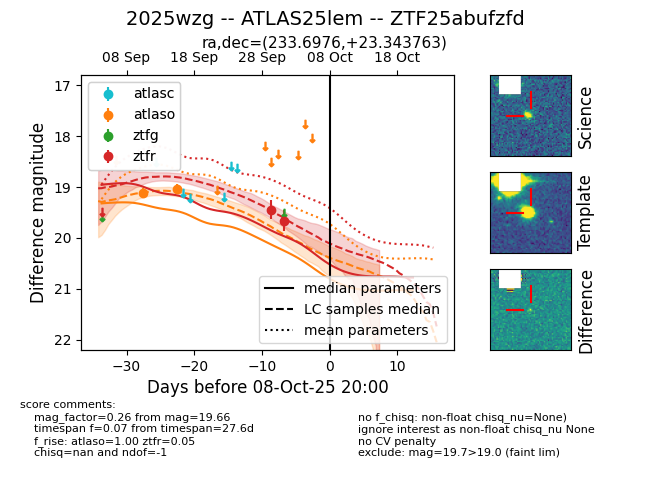 2025wzg -- ATLAS25lem -- ZTF25abufzfd
ra,dec=(233.6976,+23.343763)
08 Sep 18 Sep 28 Sep 08 Oct 18 Oct
17
18
19
20
21
22
Difference magnitude
atlasc
atlaso
ztfg
ztfr
median parameters
LC samples median
mean parameters
−30 −20 −10 0 10
Days before 08-Oct-25 20:00
Science
Template
Difference
score comments:
mag_factor=0.26 from mag=19.66
timespan f=0.07 from timespan=27.6d
f_rise: atlaso=1.00 ztfr=0.05
chisq=nan and ndof=-1
no f_chisq: non-float chisq_nu=None)
ignore interest as non-float chisq_nu None
no CV penalty
exclude: mag=19.7>19.0 (faint lim)